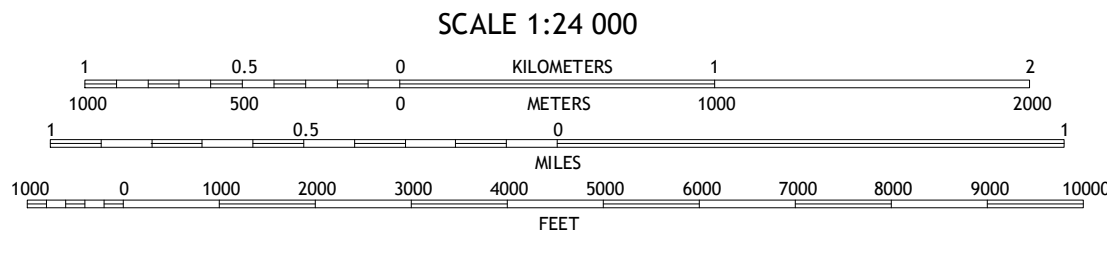 SCALE 1:24 000
1 0.5 0 KILOMETERS 1 2
1000 500 0 METERS 1000 2000
1 0.5 0 1
MILES
1000 0 1000 2000 3000 4000 5000 6000 7000 8000 9000 10000
FEET